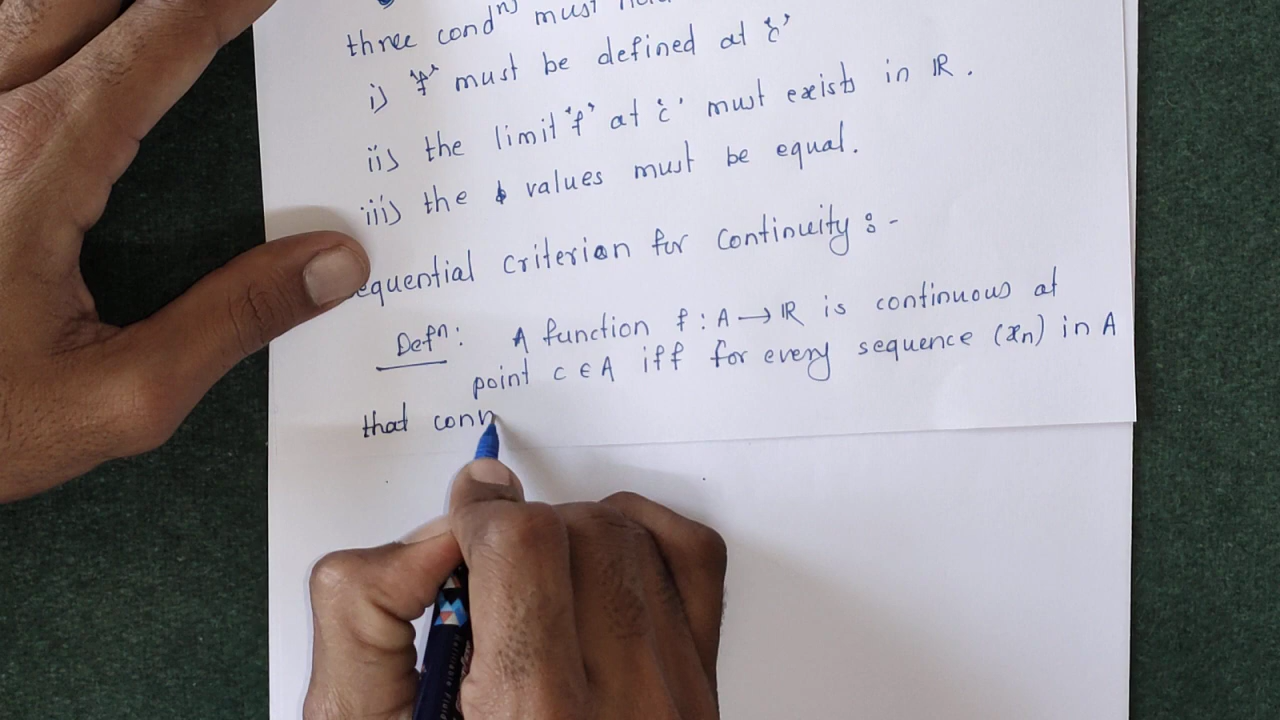 three condⁿ) must
i) 'f' must be defined at 'c'
ii) the limit 'f' at 'c' must exists in ℝ.
iii) the values must be equal.
equential criterion for continuity :-
Defⁿ: A function f : A → ℝ is continuous at
point c ∈ A iff for every sequence (xₙ) in A
that conv